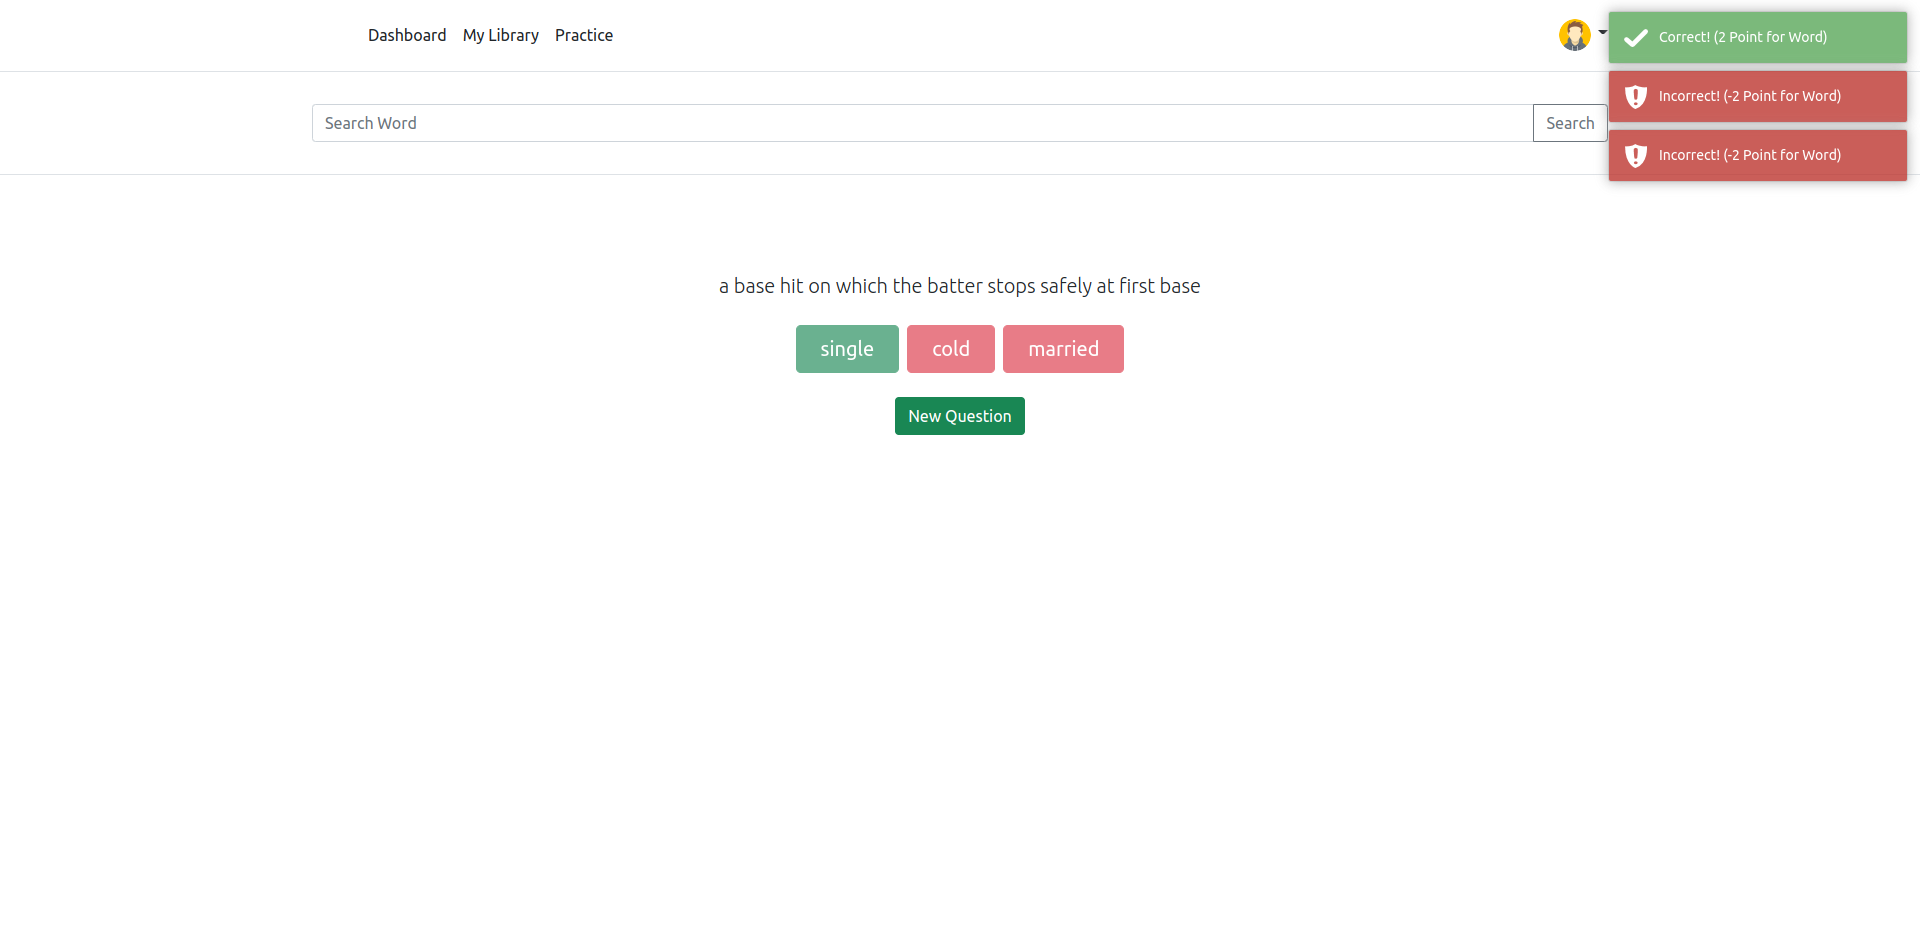 Dashboard My Library Practice
Correct! (2 Point for Word)
Incorrect! (-2 Point for Word)
Search Word Search
Incorrect! (-2 Point for Word)
a base hit on which the batter stops safely at first base
single cold married
New Question